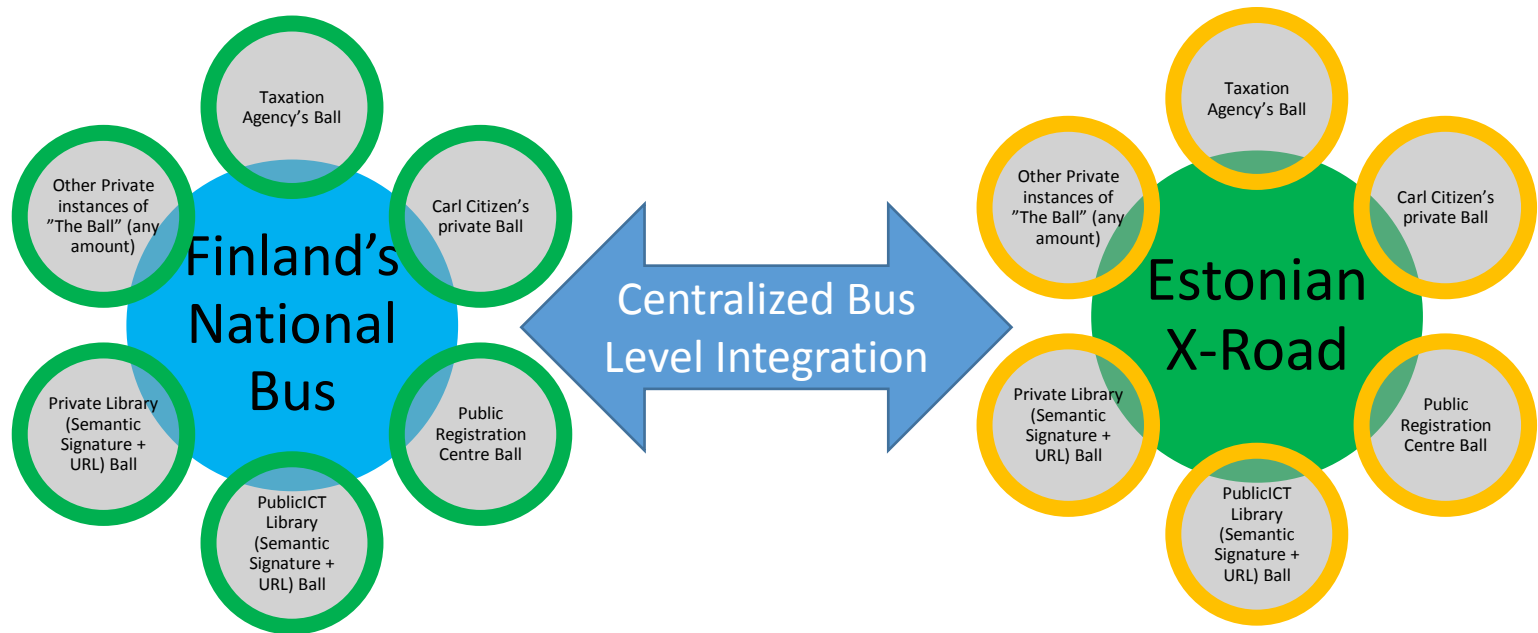 Taxation
Agency's Ball
Other Private
instances of
"The Ball" (any
amount)
Carl Citizen's
private Ball
Finland's
National
Bus
Private Library
(Semantic
Signature +
URL) Ball
Public
Registration
Centre Ball
PublicICT
Library
(Semantic
Signature +
URL) Ball
Centralized Bus
Level Integration
Taxation
Agency's Ball
Other Private
instances of
"The Ball" (any
amount)
Carl Citizen's
private Ball
Estonian
X-Road
Private Library
(Semantic
Signature +
URL) Ball
Public
Registration
Centre Ball
PublicICT
Library
(Semantic
Signature +
URL) Ball